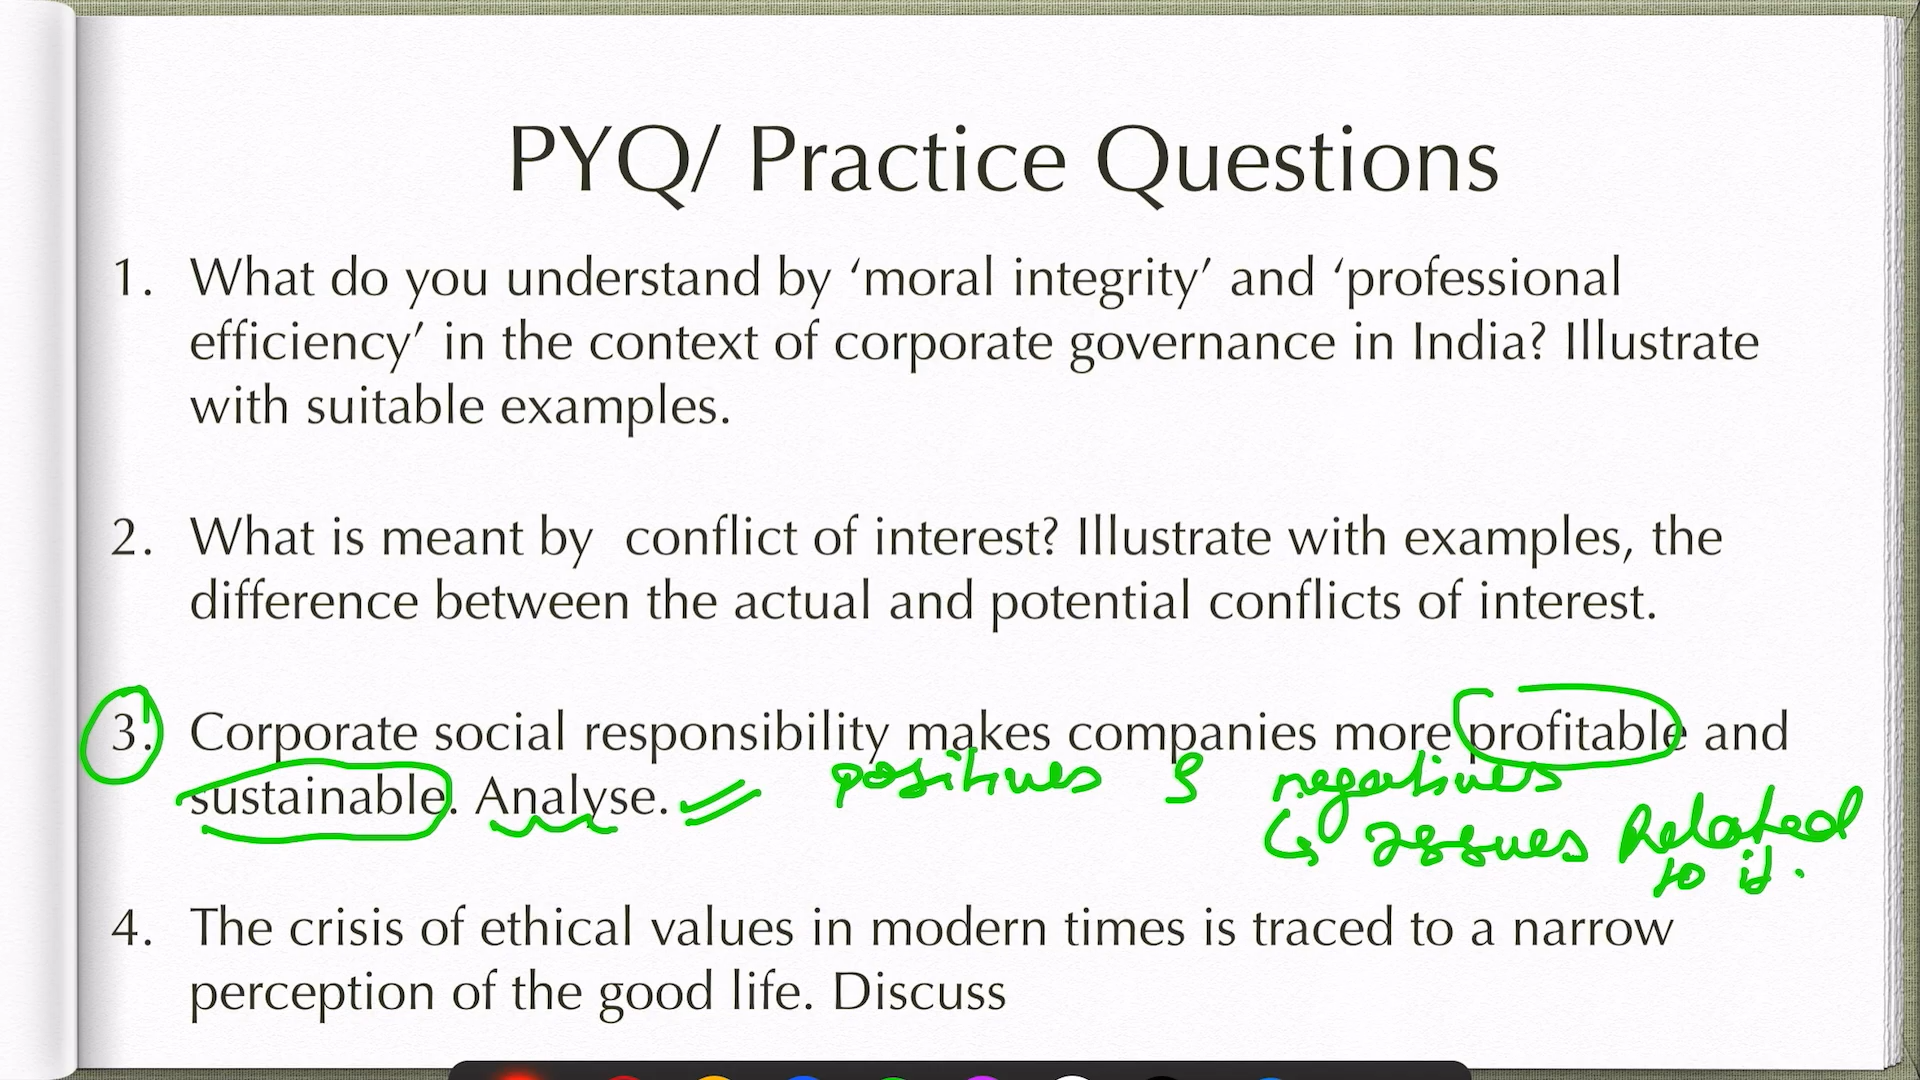 PYQ/ Practice Questions
1. What do you understand by ‘moral integrity’ and ‘professional
efficiency’ in the context of corporate governance in India? Illustrate
with suitable examples.
2. What is meant by conflict of interest? Illustrate with examples, the
difference between the actual and potential conflicts of interest.
3. Corporate social responsibility makes companies more profitable and
sustainable. Analyse. positives & negatives
↳ issues Related
to it.
4. The crisis of ethical values in modern times is traced to a narrow
perception of the good life. Discuss